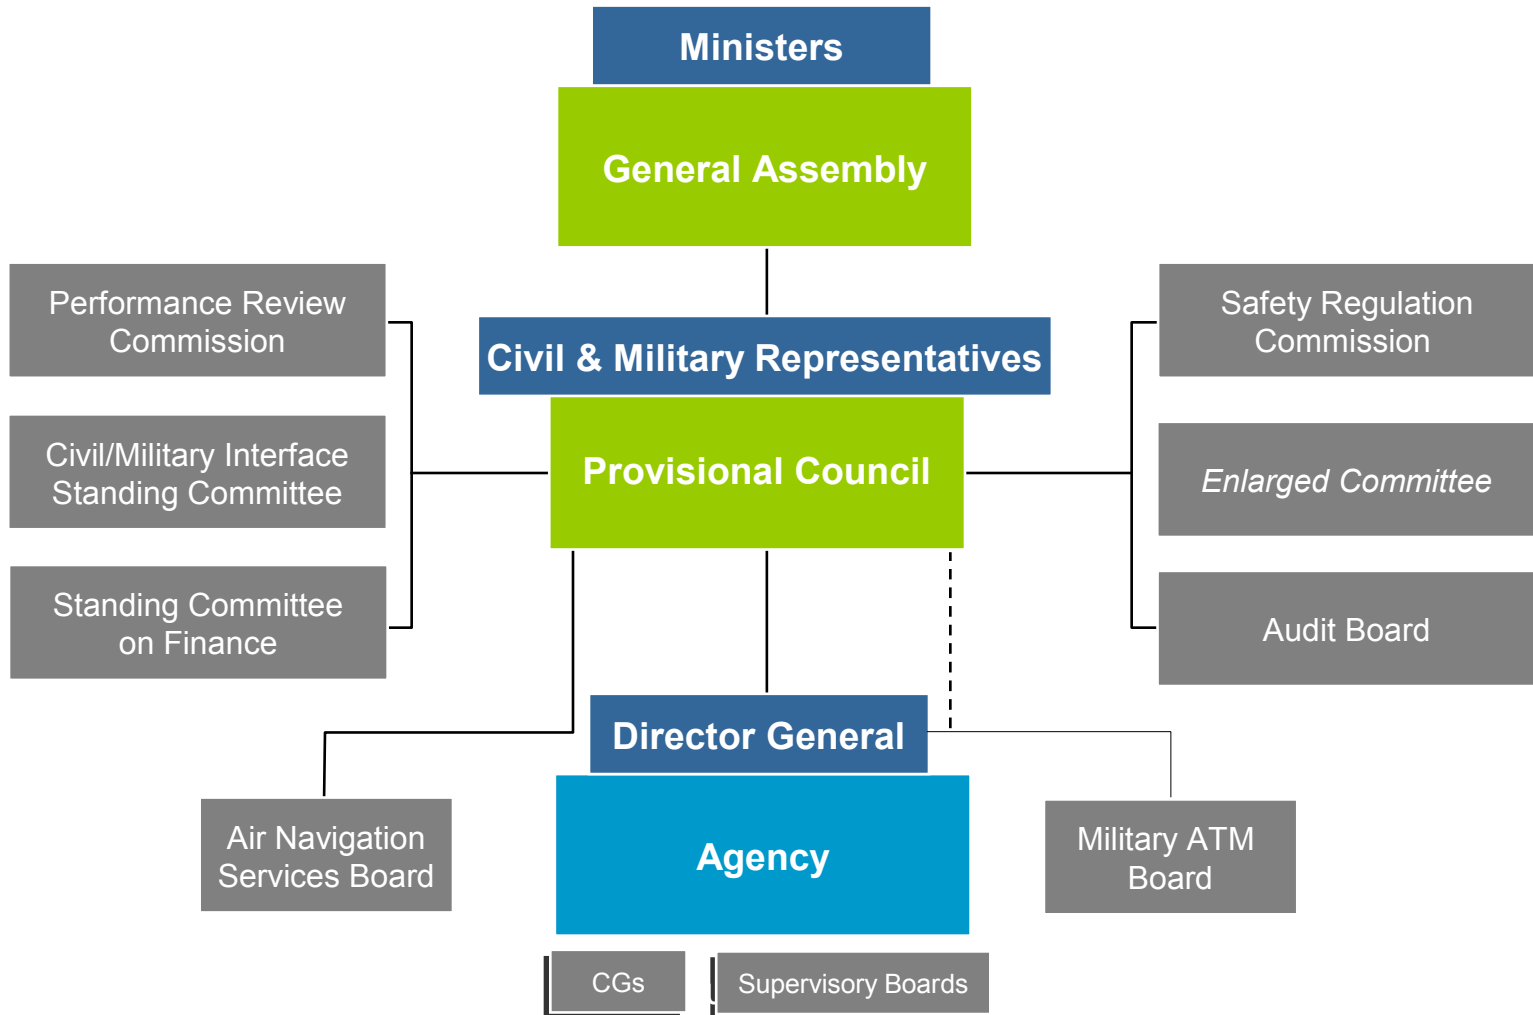 Ministers
General Assembly
Performance Review
Commission
Safety Regulation
Commission
Civil & Military Representatives
Civil/Military Interface
Standing Committee
Provisional Council
Enlarged Committee
Standing Committee
on Finance
Audit Board
Director General
Air Navigation
Services Board
Agency
Military ATM
Board
CGs
Supervisory Boards